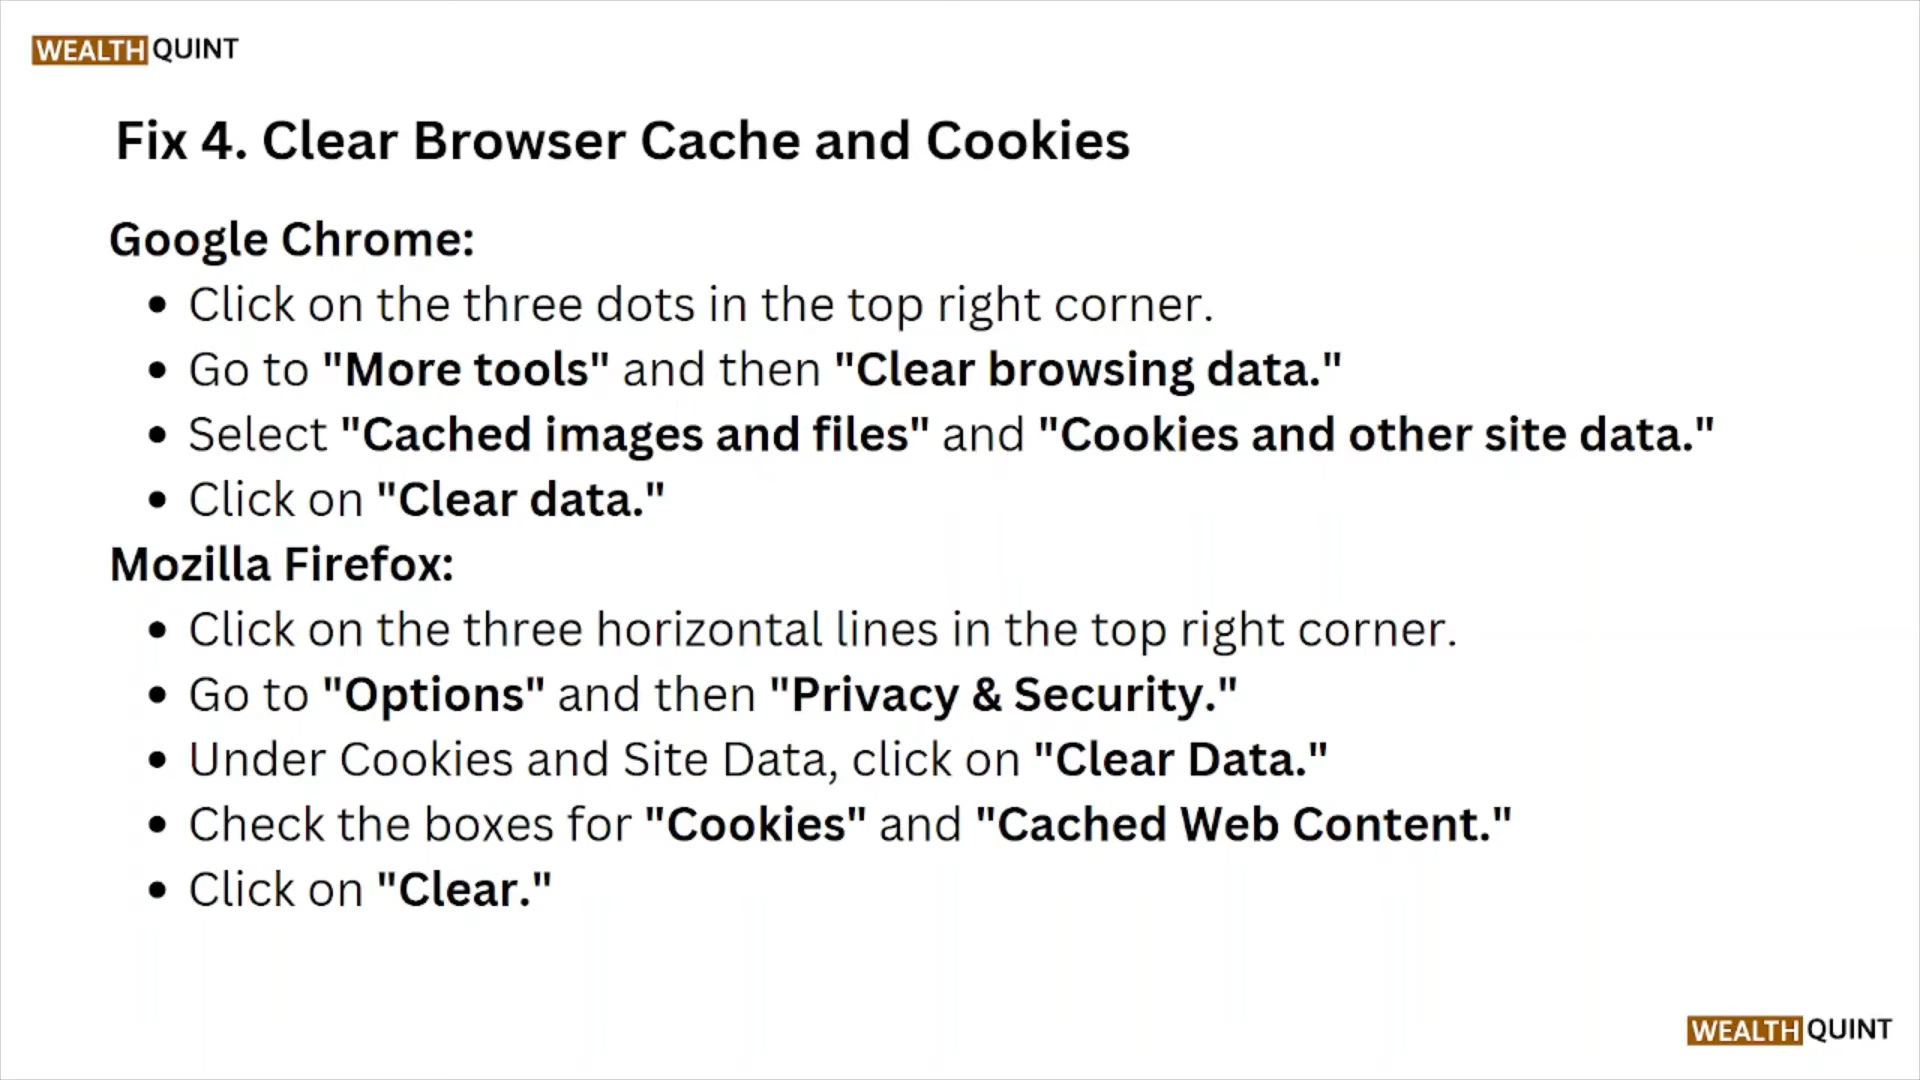 WEALTH QUINT
Fix 4. Clear Browser Cache and Cookies
Google Chrome:
• Click on the three dots in the top right corner.
• Go to "More tools" and then "Clear browsing data."
• Select "Cached images and files" and "Cookies and other site data."
• Click on "Clear data."
Mozilla Firefox:
• Click on the three horizontal lines in the top right corner.
• Go to "Options" and then "Privacy & Security."
• Under Cookies and Site Data, click on "Clear Data."
• Check the boxes for "Cookies" and "Cached Web Content."
• Click on "Clear."
WEALTH QUINT